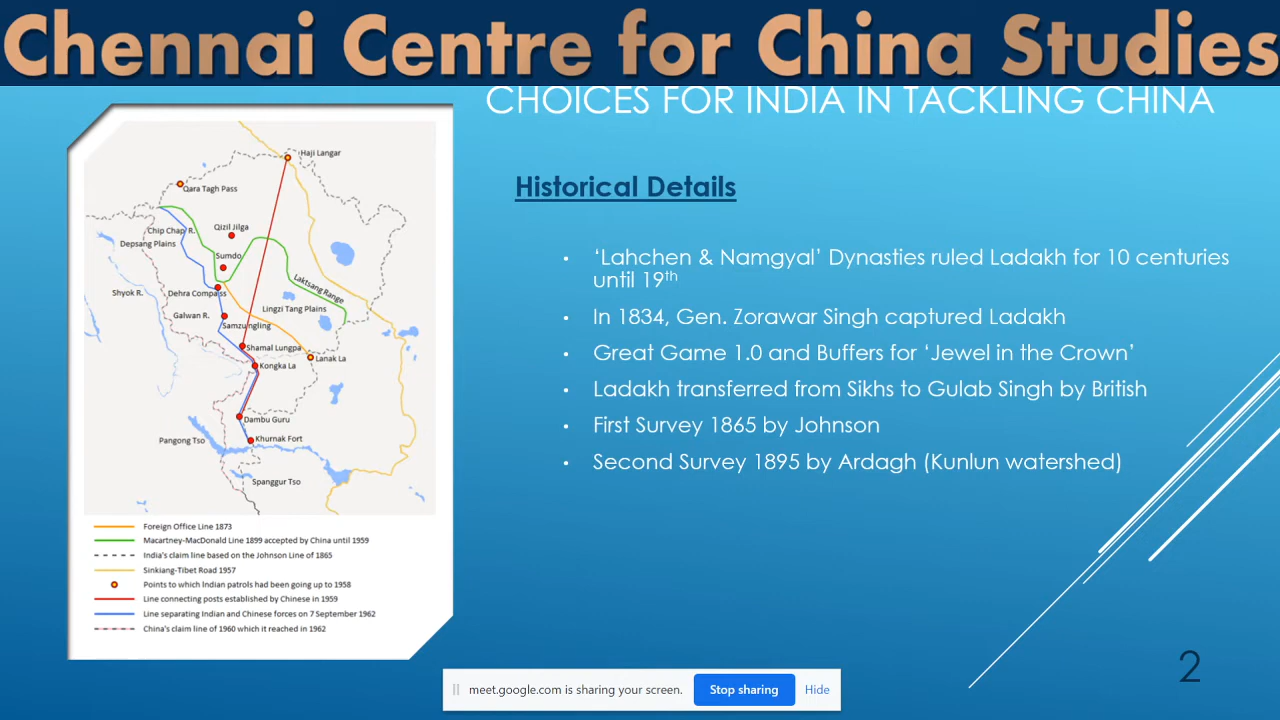 Chennai Centre for China Studies
CHOICES FOR INDIA IN TACKLING CHINA
Historical Details
▪ ‘Lahchen & Namgyal’ Dynasties ruled Ladakh for 10 centuries
until 19th
▪ In 1834, Gen. Zorawar Singh captured Ladakh
▪ Great Game 1.0 and Buffers for ‘Jewel in the Crown’
▪ Ladakh transferred from Sikhs to Gulab Singh by British
▪ First Survey 1865 by Johnson
▪ Second Survey 1895 by Ardagh (Kunlun watershed)
Haji Langar
Qara Tagh Pass
Chip Chap R.
Qizil Jilga
Depsang Plains
Sumdo
Laktsang Range
Shyok R.
Dehra Compass
Lingzi Tang Plains
Galwan R.
Samzungling
Shamal Lungpa
Lanak La
Kongka La
Dambu Guru
Pangong Tso
Khurnak Fort
Spanggur Tso
Foreign Office Line 1873
Macartney-MacDonald Line 1899 accepted by China until 1959
India's claim line based on the Johnson Line of 1865
Sinkiang-Tibet Road 1957
Points to which Indian patrols had been going up to 1958
Line connecting posts established by Chinese in 1959
Line separating Indian and Chinese forces on 7 September 1962
China's claim line of 1960 which it reached in 1962
2
meet.google.com is sharing your screen. Stop sharing Hide